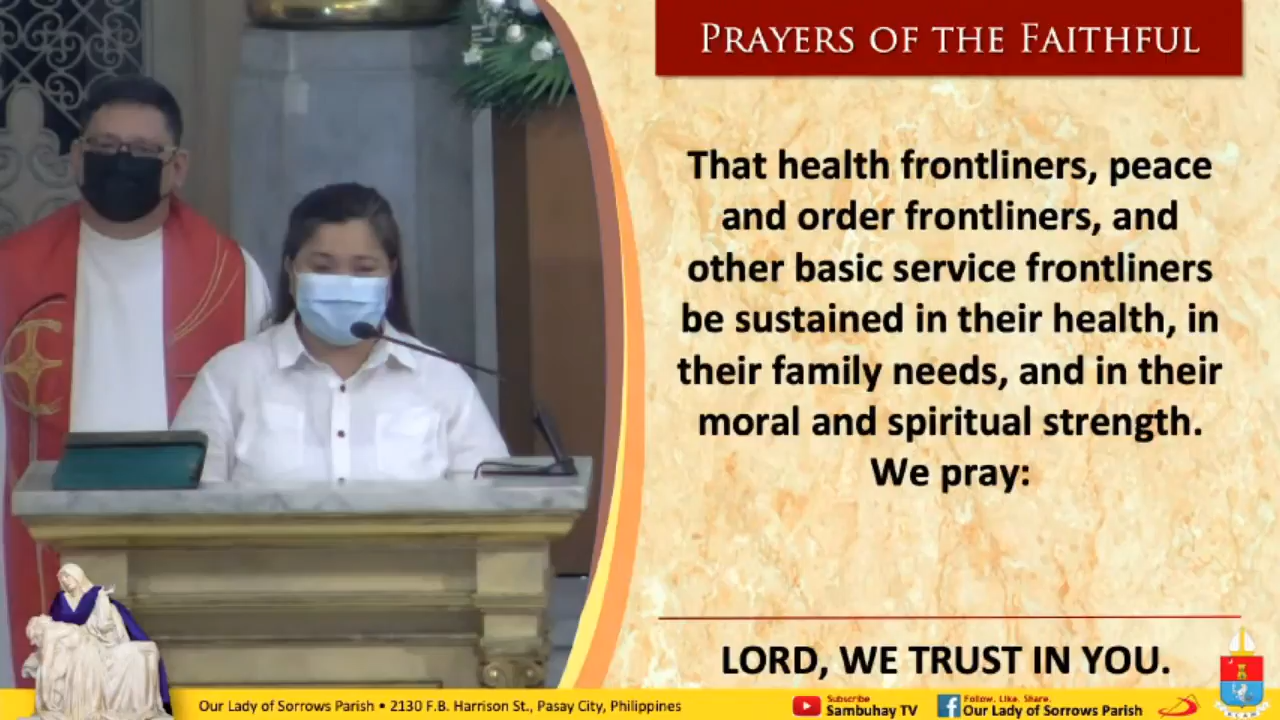 PRAYERS OF THE FAITHFUL
That health frontliners, peace
and order frontliners, and
other basic service frontliners
be sustained in their health, in
their family needs, and in their
moral and spiritual strength.
We pray:
LORD, WE TRUST IN YOU.
Our Lady of Sorrows Parish • 2130 F.B. Harrison St., Pasay City, Philippines
Subscribe
Sambuhay TV
Follow. Like. Share.
Our Lady of Sorrows Parish